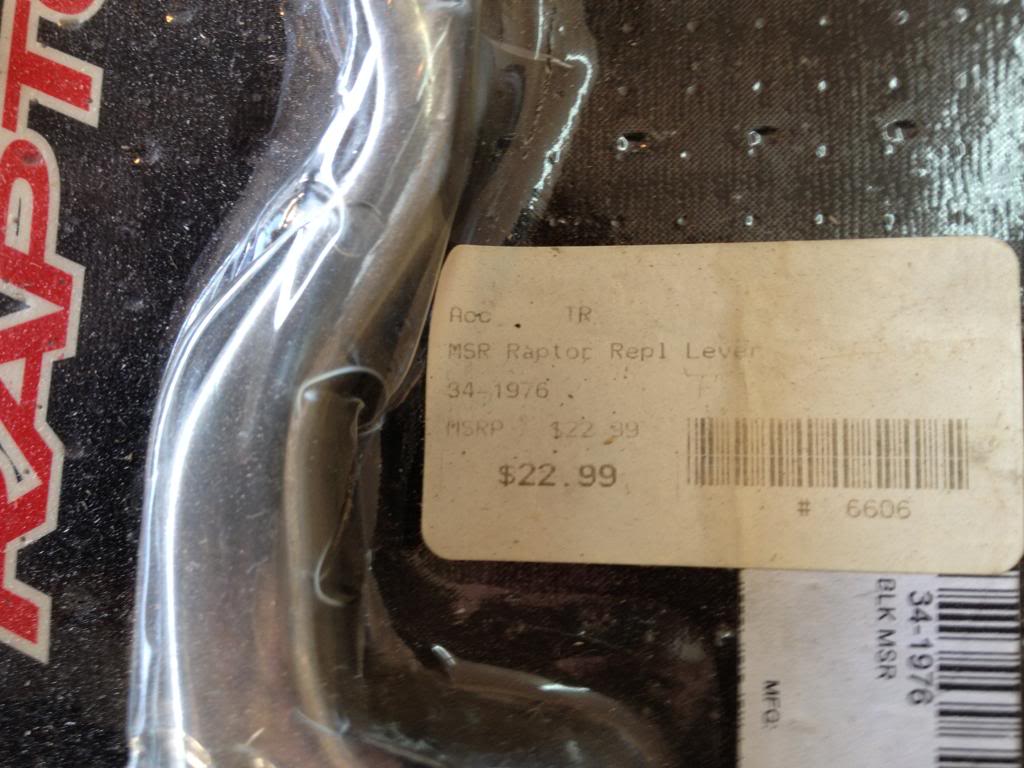 RAPTO
Acc TR
MSR Raptor Repl Lever
34-1976
MSRP $22.99
$22.99
# 6606
34-1976
BLK MSR
MFG: